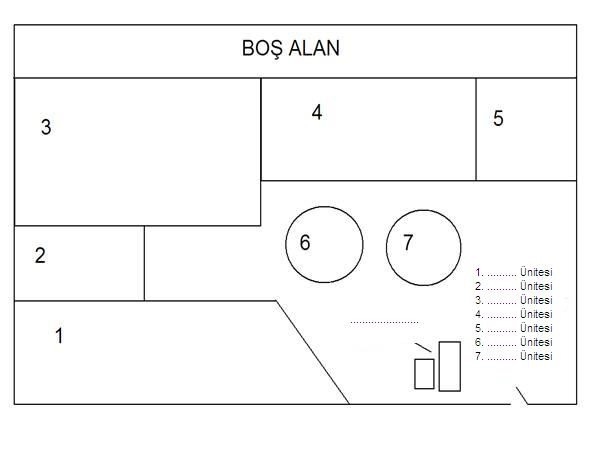 BOŞ ALAN
3
4
5
2
6
7
1
.......................
1. .......... Ünitesi
2. .......... Ünitesi
3. .......... Ünitesi
4. .......... Ünitesi
5. .......... Ünitesi
6. .......... Ünitesi
7. .......... Ünitesi